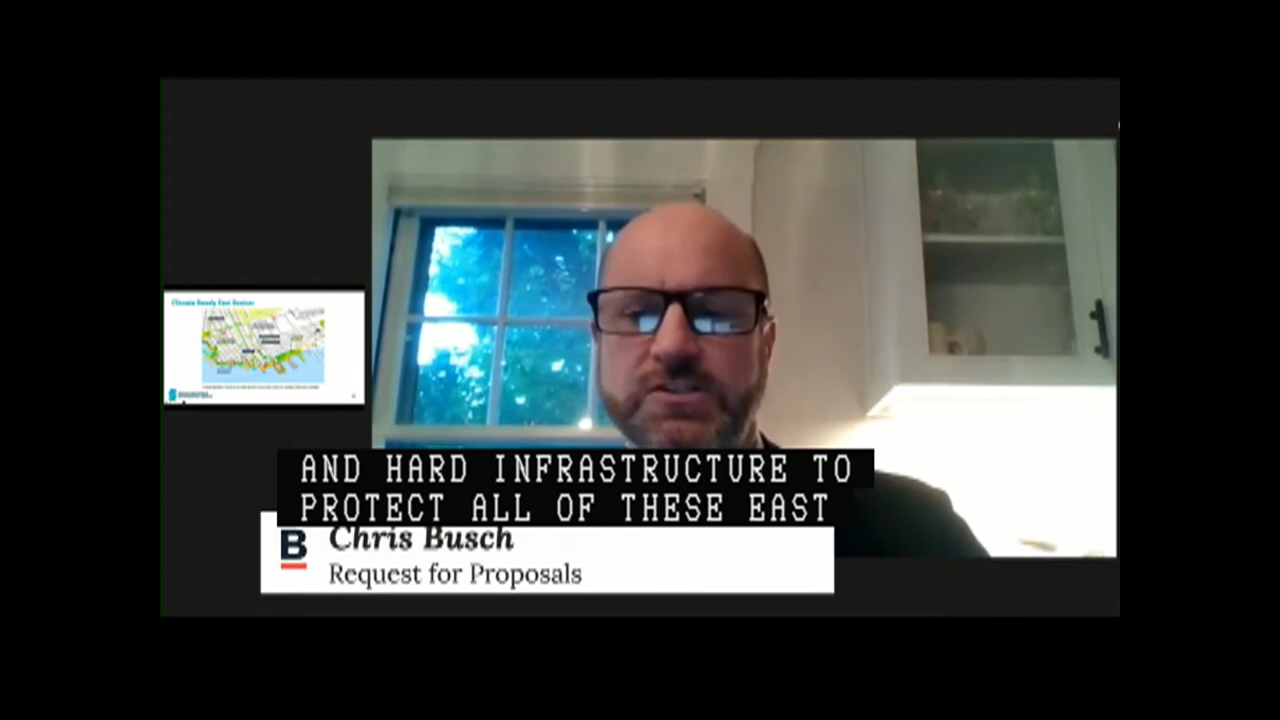 Climate Ready East Boston
AND HARD INFRASTRUCTURE TO
PROTECT ALL OF THESE EAST
B
Chris Busch
Request for Proposals